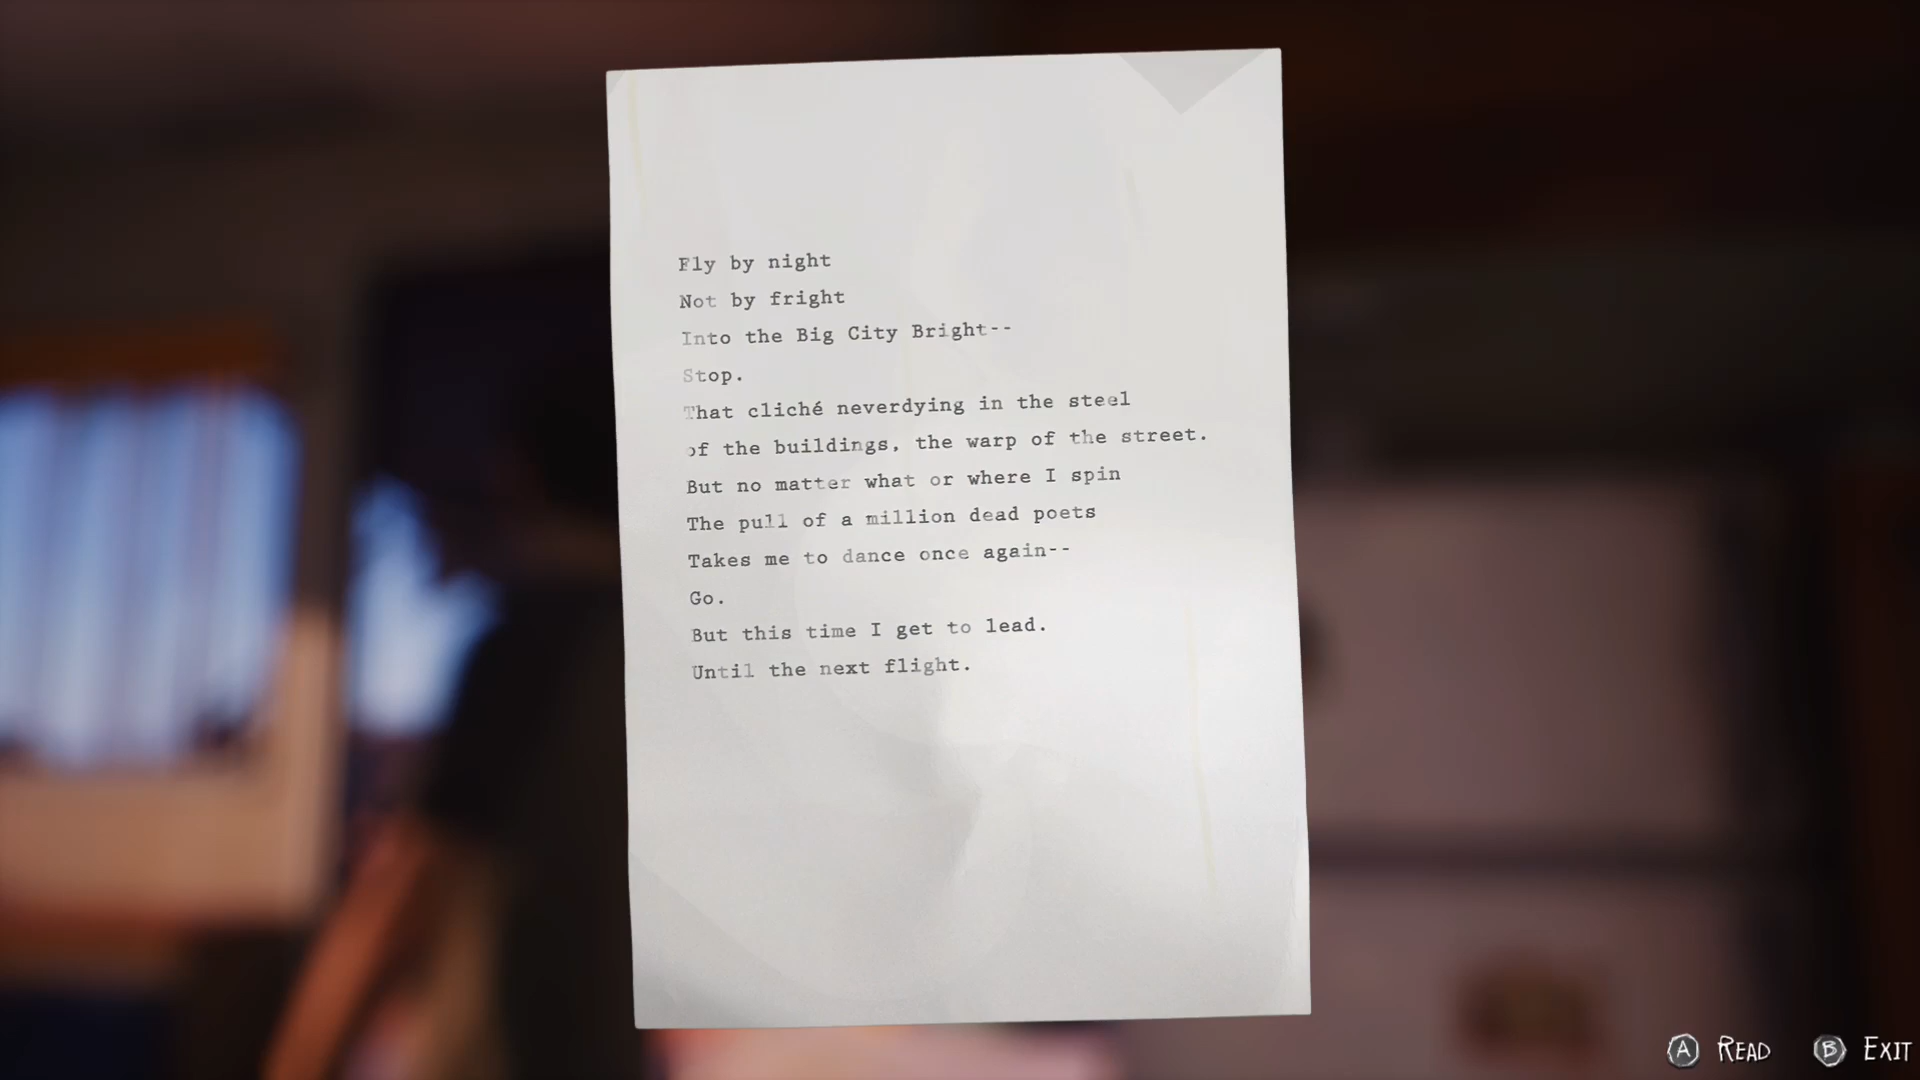 Fly by night
Not by fright
Into the Big City Bright--
Stop.
That cliché neverdying in the steel
of the buildings, the warp of the street.
But no matter what or where I spin
The pull of a million dead poets
Takes me to dance once again--
Go.
But this time I get to lead.
Until the next flight.
A READ B EXIT